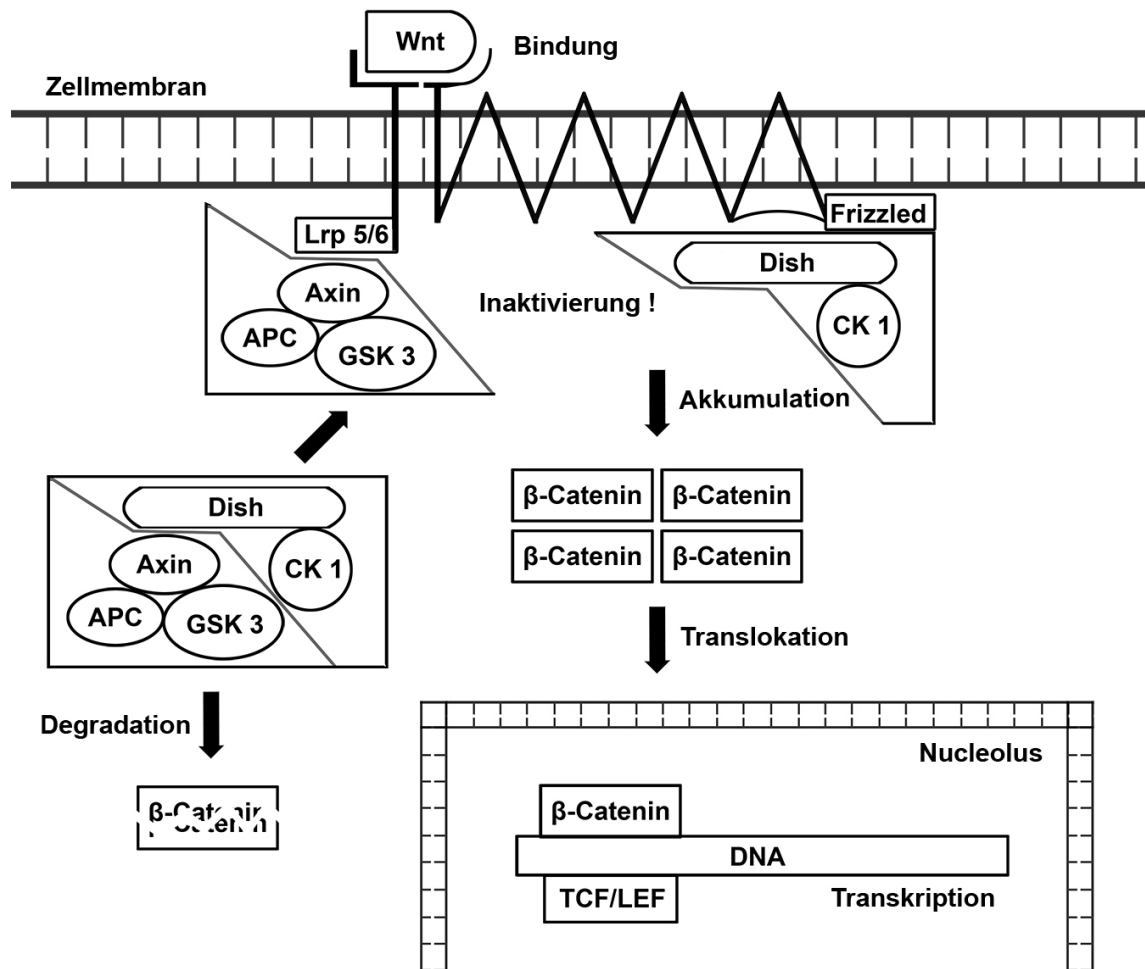 Wnt
Bindung
Zellmembran
Lrp 5/6
Frizzled
Axin
APC
GSK 3
Inaktivierung !
Dish
CK 1
Akkumulation
β-Catenin β-Catenin
β-Catenin β-Catenin
Dish
Axin
CK 1
APC
GSK 3
Translokation
Degradation
β-Catenin
Nucleolus
β-Catenin
DNA
TCF/LEF
Transkription